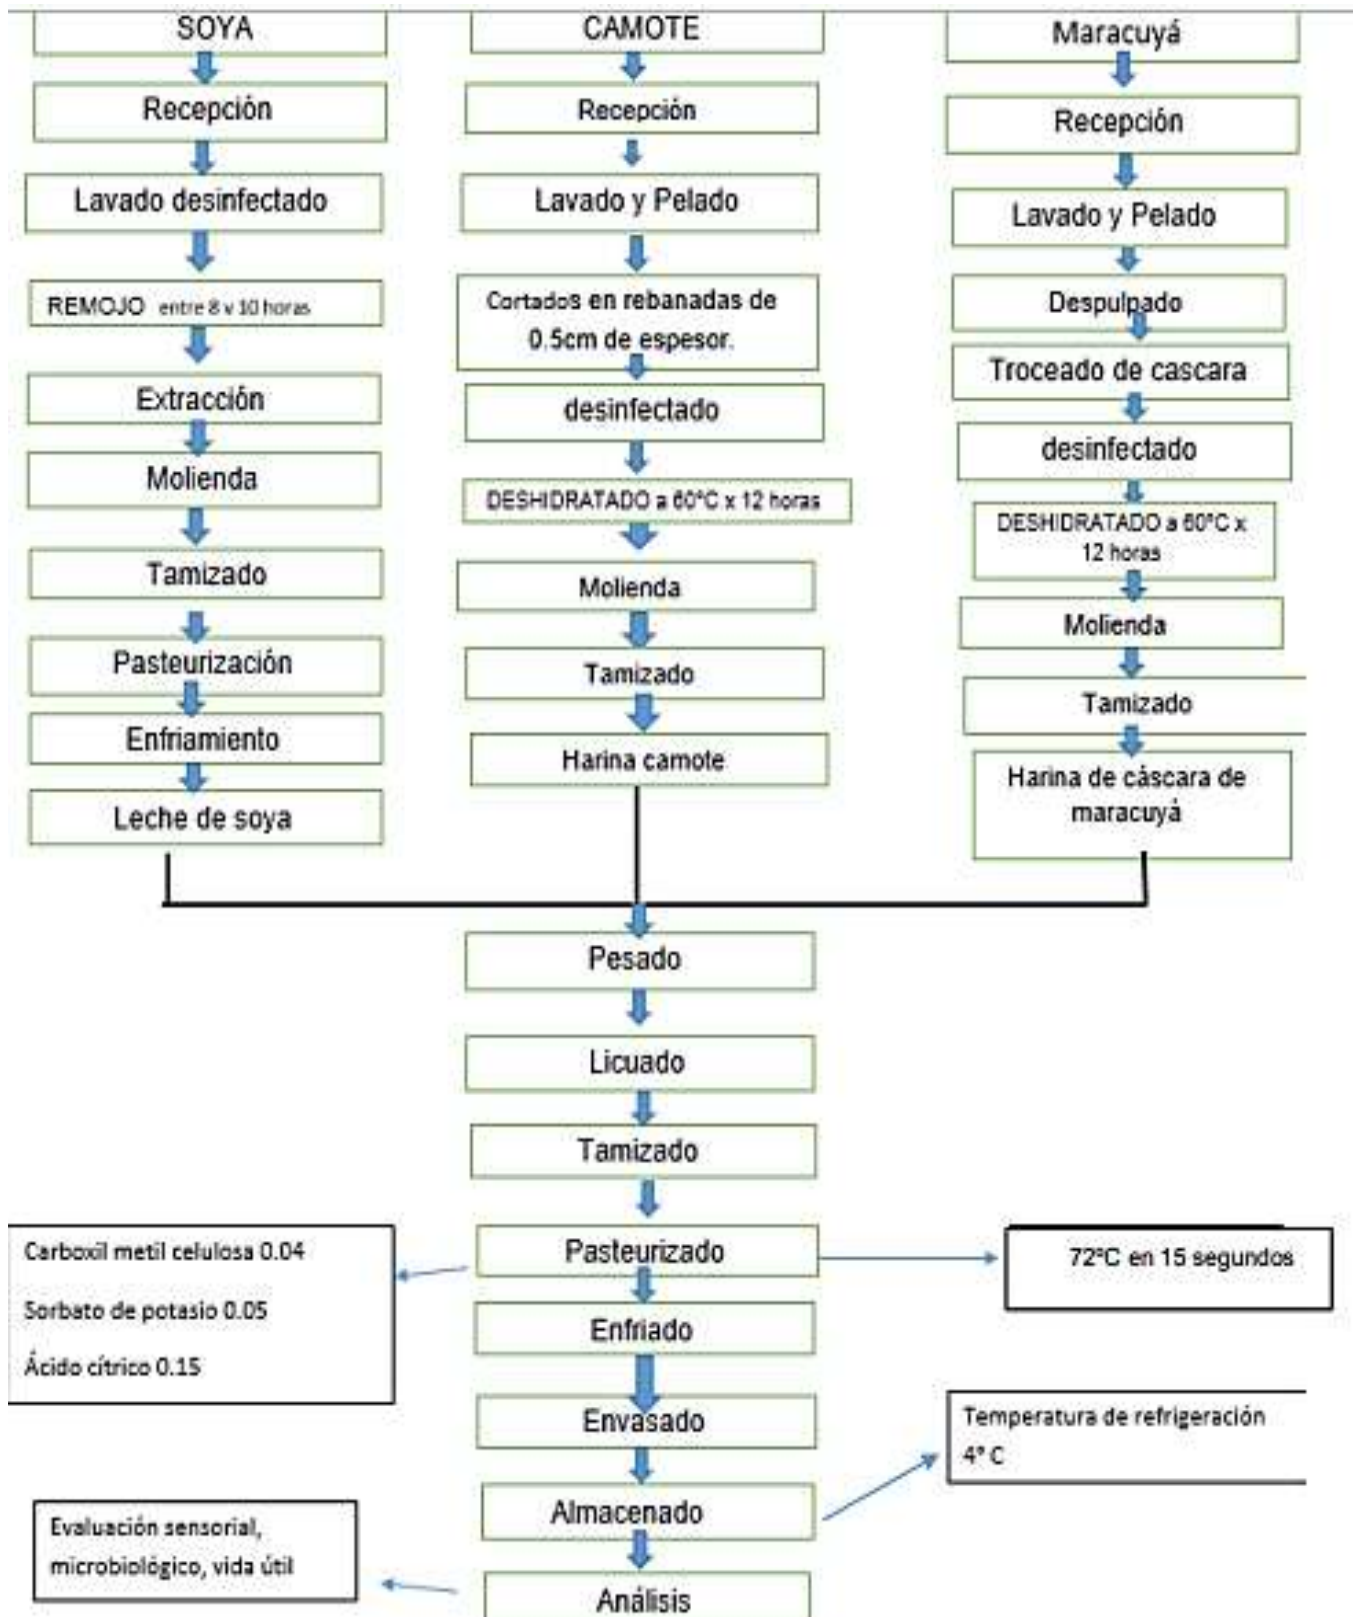 SOYA
Recepción
Lavado desinfectado
REMOJO entre 8 y 10 horas
Extracción
Molienda
Tamizado
Pasteurización
Enfriamiento
Leche de soya
CAMOTE
Recepción
Lavado y Pelado
Cortados en rebanadas de
0.5cm de espesor.
desinfectado
DESHIDRATADO a 60°C x 12 horas
Molienda
Tamizado
Harina camote
Maracuyá
Recepción
Lavado y Pelado
Despulpado
Troceado de cascara
desinfectado
DESHIDRATADO a 60°C x
12 horas
Molienda
Tamizado
Harina de cáscara de
maracuyá
Pesado
Licuado
Tamizado
Pasteurizado
Carboxil metil celulosa 0.04
Sorbato de potasio 0.05
Ácido cítrico 0.15
72°C en 15 segundos
Enfriado
Envasado
Almacenado
Temperatura de refrigeración
4° C
Análisis
Evaluación sensorial,
microbiológico, vida útil